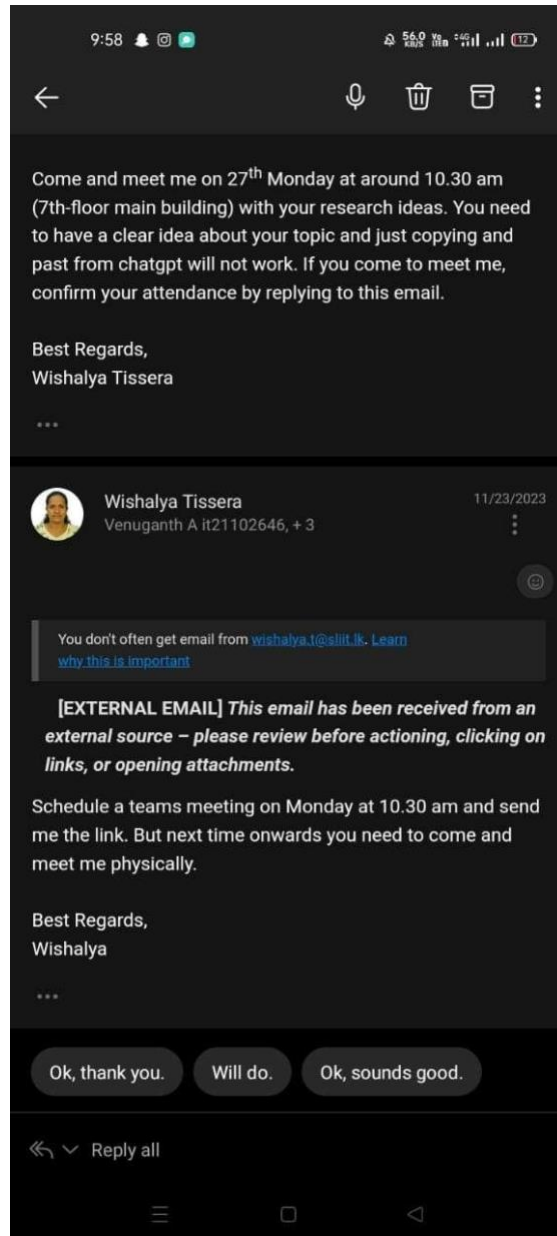 9:58
56.0 KB/S Vo LTE 4G 12
Come and meet me on 27th Monday at around 10.30 am
(7th-floor main building) with your research ideas. You need
to have a clear idea about your topic and just copying and
past from chatgpt will not work. If you come to meet me,
confirm your attendance by replying to this email.
Best Regards,
Wishalya Tissera
...
Wishalya Tissera 11/23/2023
Venuganth A it21102646, + 3
You don't often get email from wishalya.t@sliit.lk. Learn
why this is important
[EXTERNAL EMAIL] This email has been received from an
external source – please review before actioning, clicking on
links, or opening attachments.
Schedule a teams meeting on Monday at 10.30 am and send
me the link. But next time onwards you need to come and
meet me physically.
Best Regards,
Wishalya
...
Ok, thank you. Will do. Ok, sounds good.
Reply all